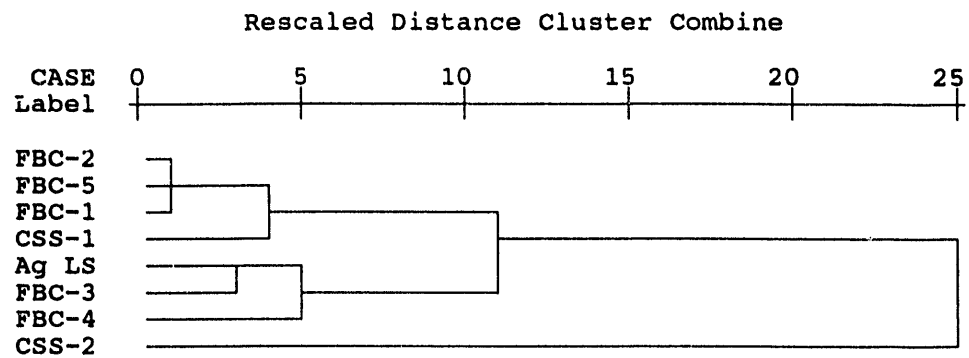 Rescaled Distance Cluster Combine
CASE 0 5 10 15 20 25
Label
FBC-2
FBC-5
FBC-1
CSS-1
Ag LS
FBC-3
FBC-4
CSS-2